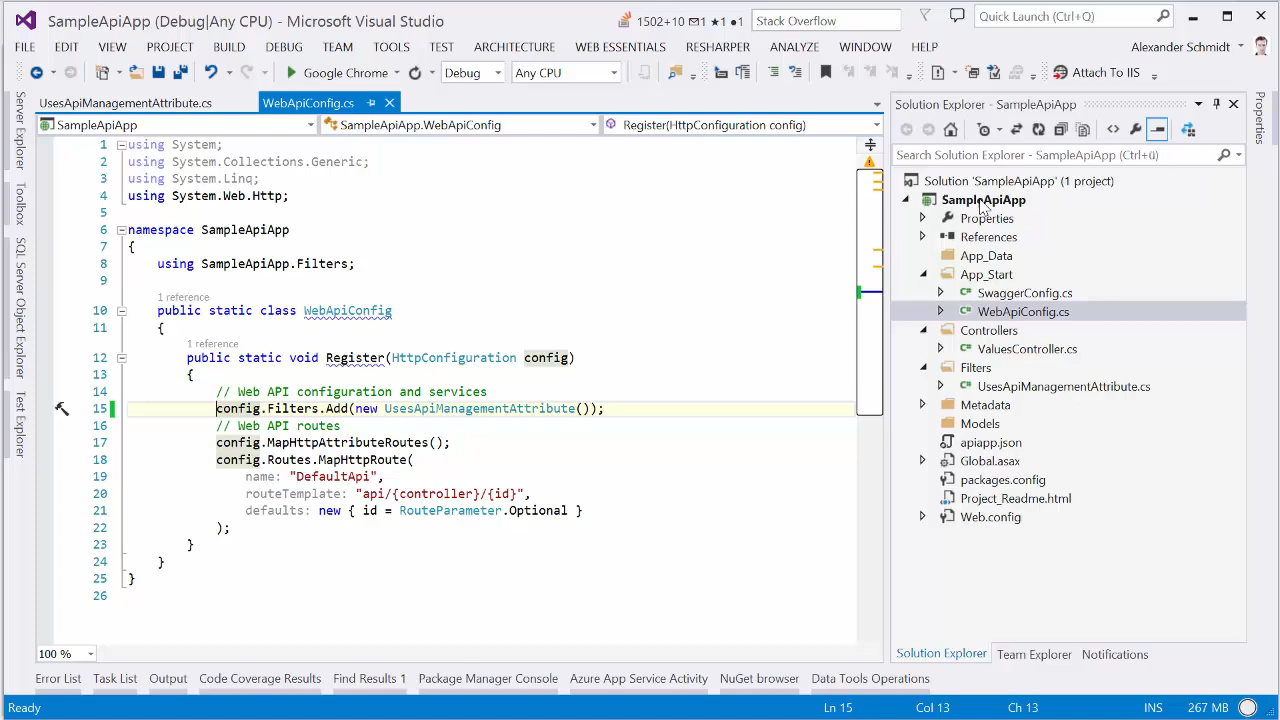 SampleApiApp (Debug|Any CPU) - Microsoft Visual Studio
1502+10 1 ★1 ●1
Stack Overflow
Quick Launch (Ctrl+Q)
FILE EDIT VIEW PROJECT BUILD DEBUG TEAM TOOLS TEST ARCHITECTURE WEB ESSENTIALS RESHARPER ANALYZE WINDOW HELP
Alexander Schmidt
Google Chrome
Debug
Any CPU
Attach To IIS
Server Explorer
Toolbox
SQL Server Object Explorer
Test Explorer
UsesApiManagementAttribute.cs
WebApiConfig.cs
SampleApiApp
SampleApiApp.WebApiConfig
Register(HttpConfiguration config)
1 using System;
2 using System.Collections.Generic;
3 using System.Linq;
4 using System.Web.Http;
5
6 namespace SampleApiApp
7 {
8 using SampleApiApp.Filters;
9
1 reference
10 public static class WebApiConfig
11 {
1 reference
12 public static void Register(HttpConfiguration config)
13 {
14 // Web API configuration and services
15 config.Filters.Add(new UsesApiManagementAttribute());
16 // Web API routes
17 config.MapHttpAttributeRoutes();
18 config.Routes.MapHttpRoute(
19 name: "DefaultApi",
20 routeTemplate: "api/{controller}/{id}",
21 defaults: new { id = RouteParameter.Optional }
22 );
23 }
24 }
25 }
26
100 %
Solution Explorer - SampleApiApp
Search Solution Explorer - SampleApiApp (Ctrl+ü)
Solution 'SampleApiApp' (1 project)
SampleApiApp
Properties
References
App_Data
App_Start
SwaggerConfig.cs
WebApiConfig.cs
Controllers
ValuesController.cs
Filters
UsesApiManagementAttribute.cs
Metadata
Models
apiapp.json
Global.asax
packages.config
Project_Readme.html
Web.config
Solution Explorer
Team Explorer
Notifications
Properties
Error List
Task List
Output
Code Coverage Results
Find Results 1
Package Manager Console
Azure App Service Activity
NuGet browser
Data Tools Operations
Ready
Ln 15
Col 13
Ch 13
INS
267 MB